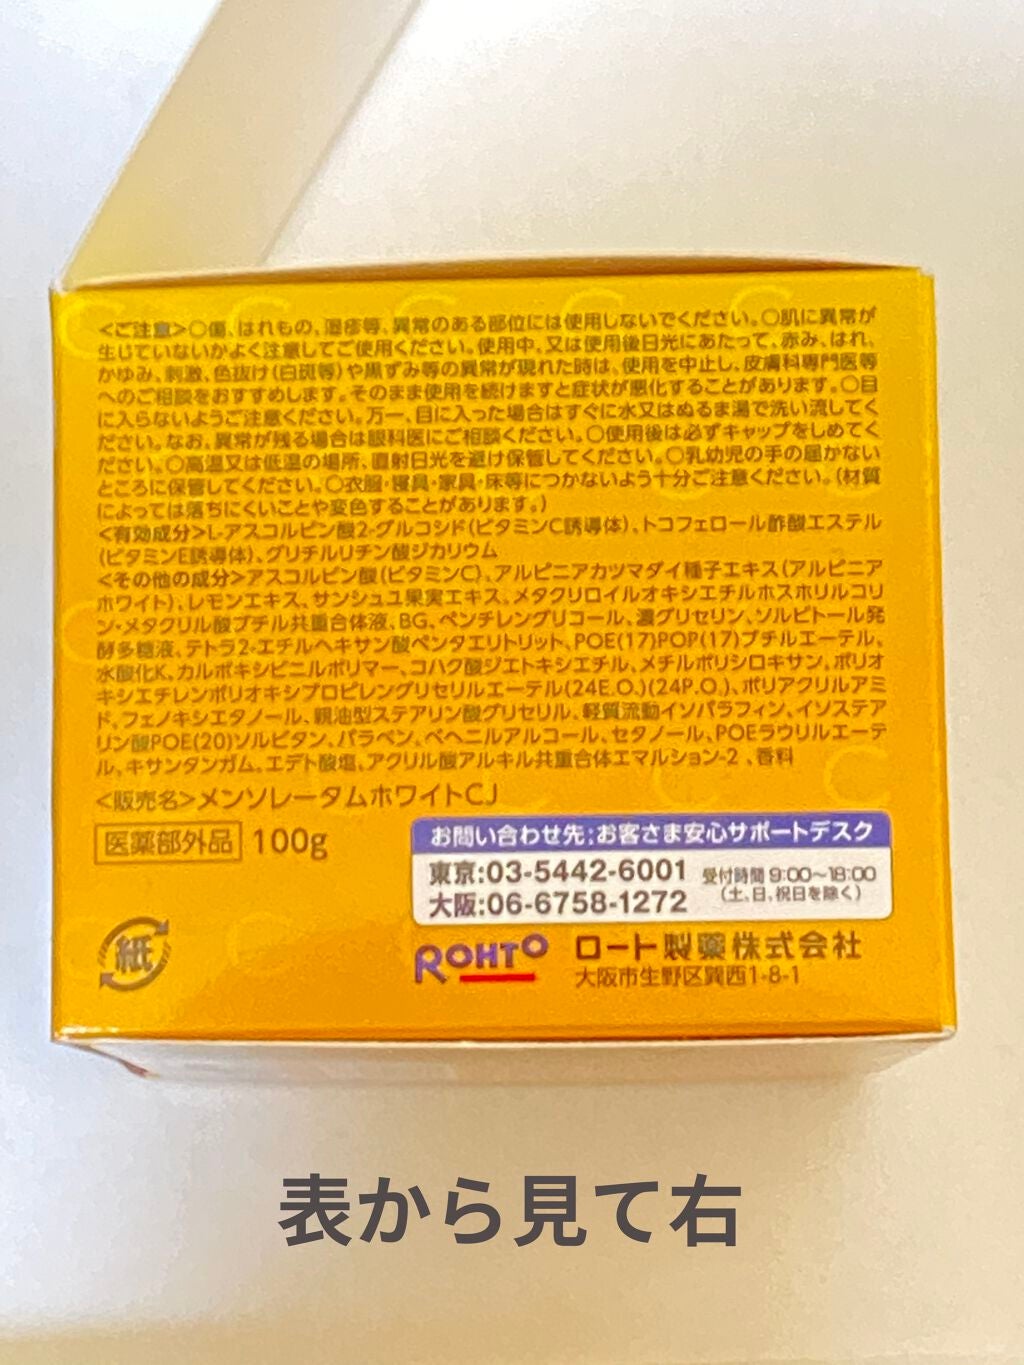 <ご注意>○傷、はれもの、湿疹等、異常のある部位には使用しないでください。○肌に異常が
生じていないかよく注意してご使用ください。使用中、又は使用後日光にあたって、赤み、はれ、
かゆみ、刺激、色抜け(白斑等)や黒ずみ等の異常が現れた時は、使用を中止し、皮膚科専門医等
へのご相談をおすすめします。そのまま使用を続けますと症状が悪化することがあります。○目
に入らないようご注意ください。万一、目に入った場合はすぐに水又はぬるま湯で洗い流してく
ださい。なお、異常が残る場合は眼科医にご相談ください。○使用後は必ずキャップをしめてく
ださい。○高温又は低温の場所、直射日光を避け保管してください。○乳幼児の手の届かない
ところに保管してください。○衣服・寝具・家具・床等につかないよう十分ご注意ください。(材質
によっては落ちにくいことや変色することがあります。)
<有効成分>L-アスコルビン酸2-グルコシド(ビタミンC誘導体)、トコフェロール酢酸エステル
(ビタミンE誘導体)、グリチルリチン酸ジカリウム
<その他の成分>アスコルビン酸(ビタミンC)、アルピニアカツマダイ種子エキス(アルピニア
ホワイト)、レモンエキス、サンシュユ果実エキス、メタクリロイルオキシエチルホスホリルコリ
ン・メタクリル酸ブチル共重合体液、BG、ペンチレングリコール、濃グリセリン、ソルビトール発
酵多糖液、テトラ2-エチルヘキサン酸ペンタエリトリット、POE(17)POP(17)ブチルエーテル、
水酸化K、カルボキシビニルポリマー、コハク酸ジエトキシエチル、メチルポリシロキサン、ポリオ
キシエチレンポリオキシプロピレングリセリルエーテル(24E.O.)(24P.O.)、ポリアクリルアミ
ド、フェノキシエタノール、親油型ステアリン酸グリセリル、軽質流動イソパラフィン、イソステア
リン酸POE(20)ソルビタン、パラベン、ベヘニルアルコール、セタノール、POEラウリルエーテ
ル、キサンタンガム、エデト酸塩、アクリル酸アルキル共重合体エマルション-2、香料
<販売名>メンソレータムホワイトCJ
医薬部外品 100g
お問い合わせ先:お客さま安心サポートデスク
東京:03-5442-6001 受付時間 9:00〜18:00
大阪:06-6758-1272 (土、日、祝日を除く)
紙
ROHTO ロート製薬株式会社
大阪市生野区巽西1-8-1
表から見て右